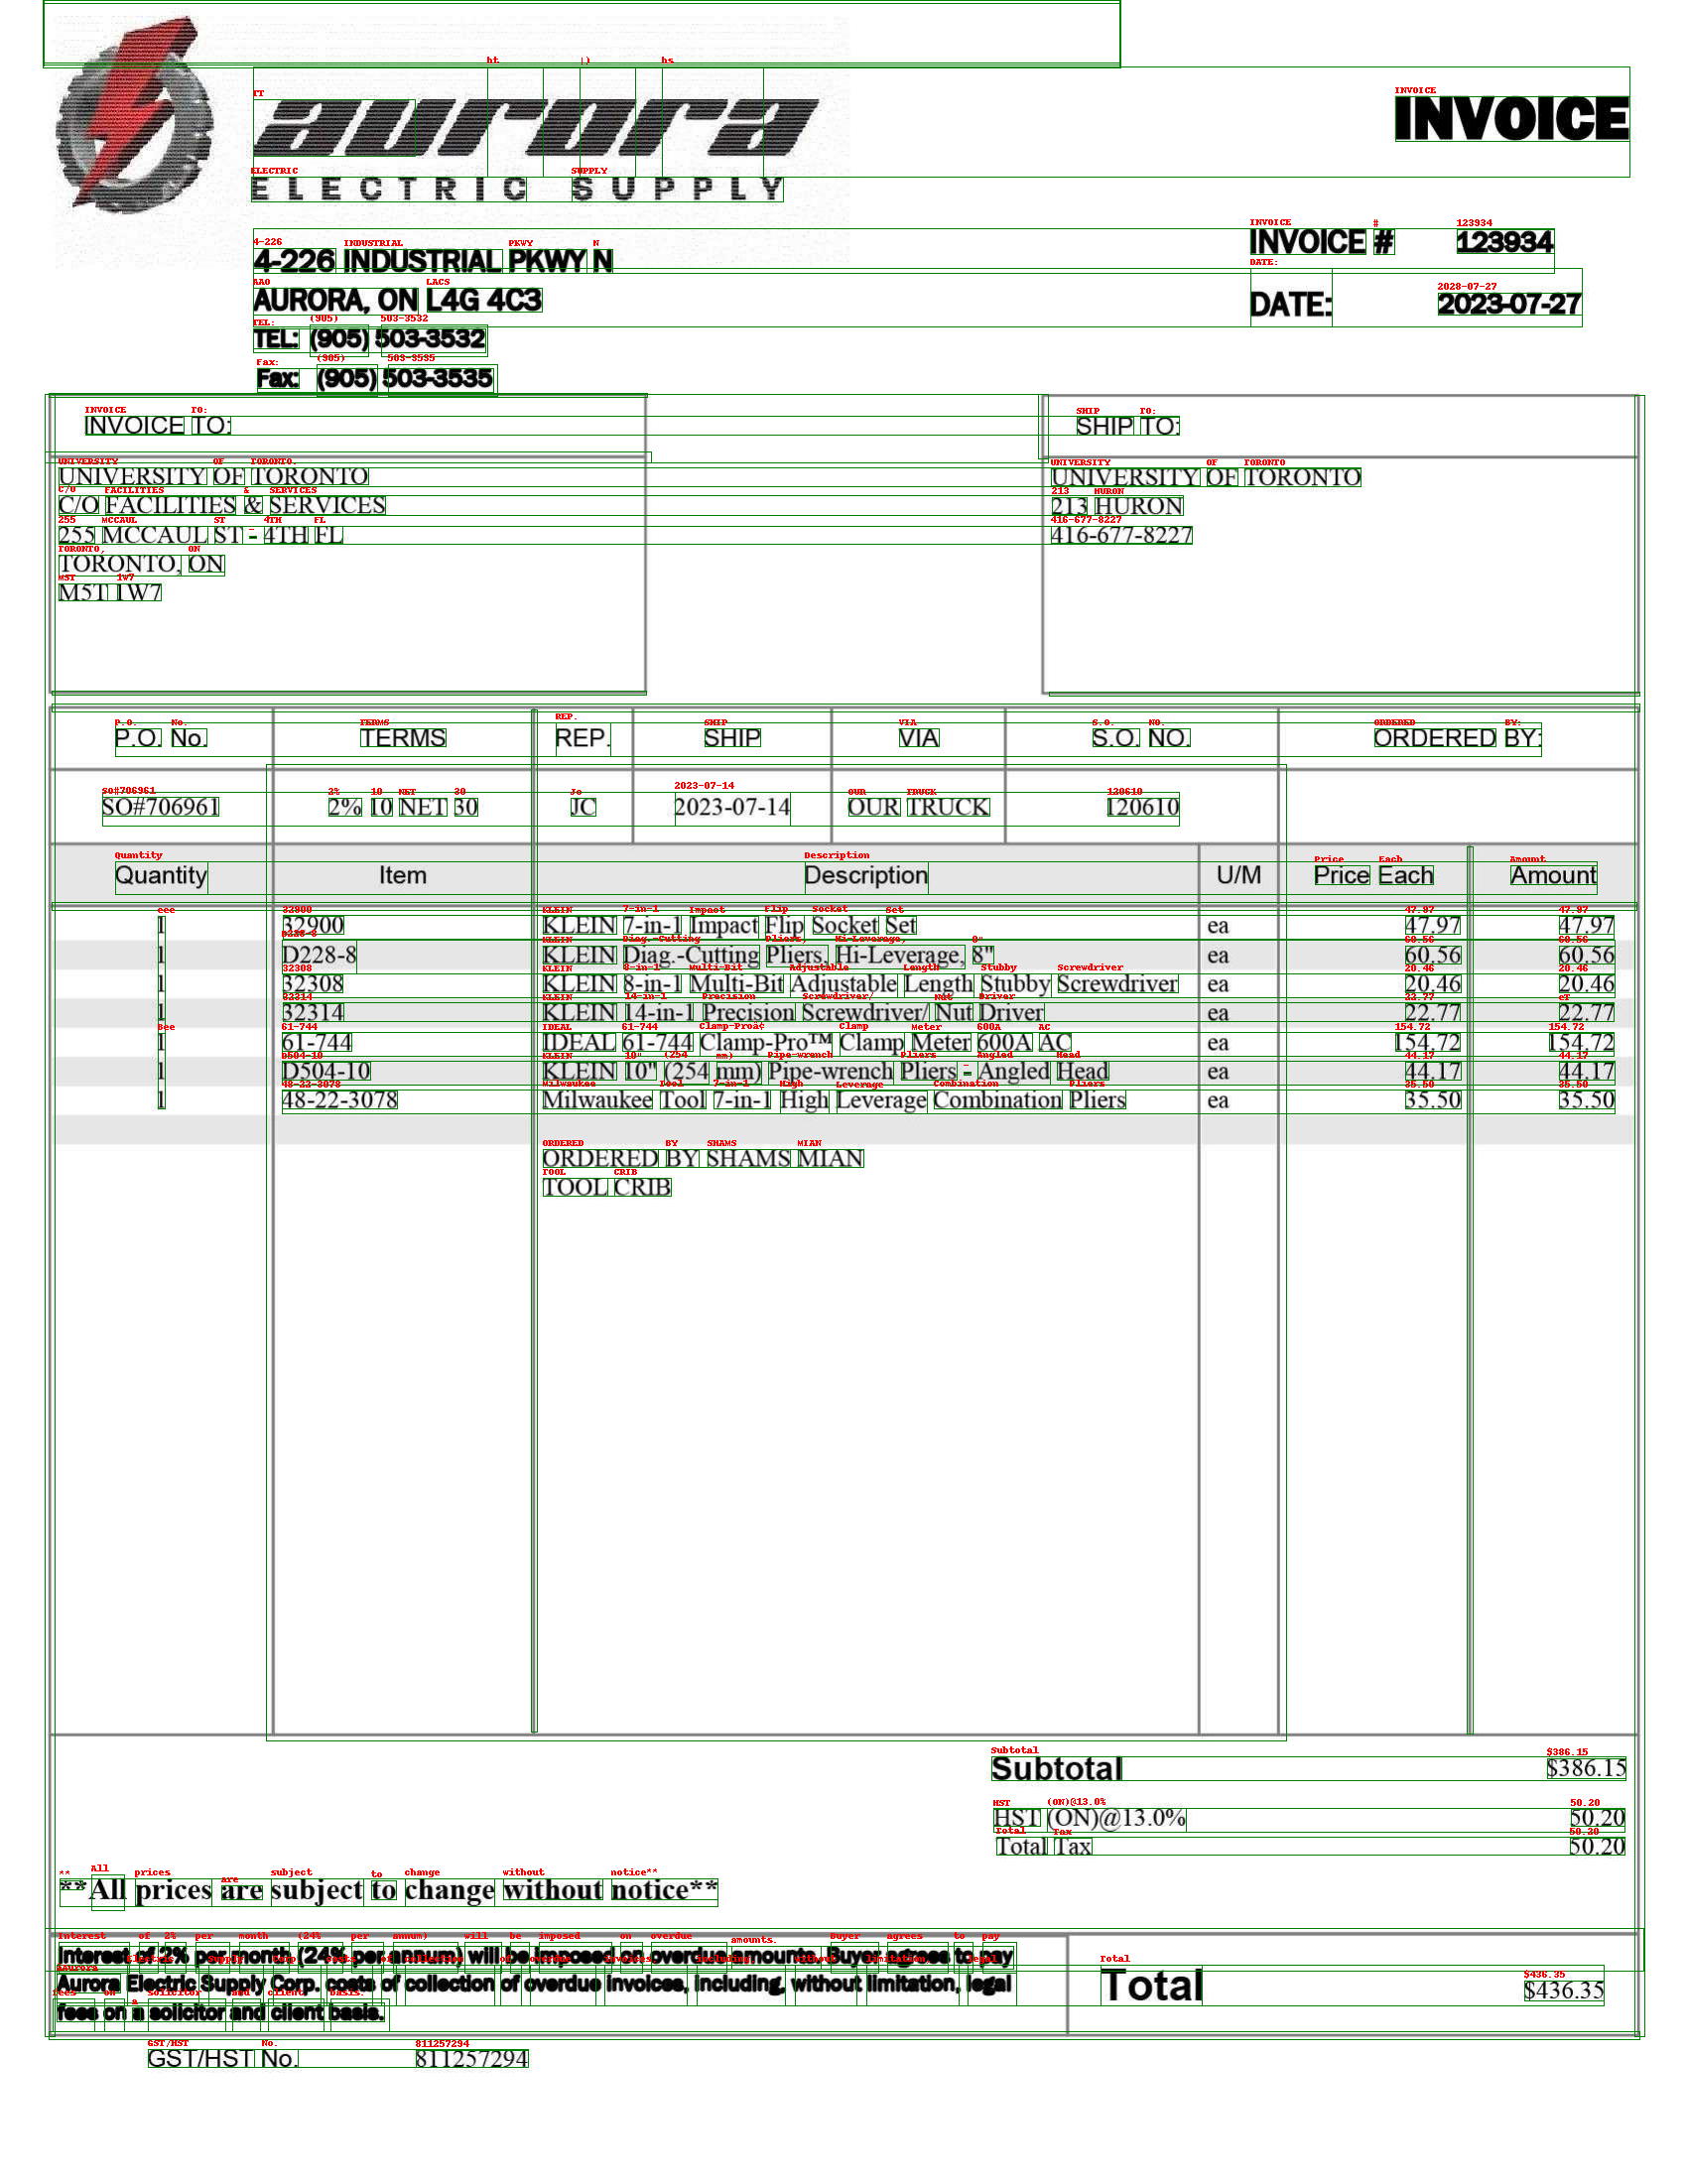 aurora
ELECTRIC SUPPLY
INVOICE
4-226 INDUSTRIAL PKWY N
AURORA, ON L4G 4C3
TEL: (905) 503-3532
Fax: (905) 503-3535
INVOICE # 123934
DATE: 2023-07-27
INVOICE TO:
UNIVERSITY OF TORONTO
C/O FACILITIES & SERVICES
255 MCCAUL ST - 4TH FL
TORONTO, ON
M5T 1W7
SHIP TO:
UNIVERSITY OF TORONTO
213 HURON
416-677-8227
P.O. No. TERMS REP. SHIP VIA S.O. NO. ORDERED BY:
SO#706961 2% 10 NET 30 JC 2023-07-14 OUR TRUCK 120610
Quantity Item Description U/M Price Each Amount
1 32900 KLEIN 7-in-1 Impact Flip Socket Set ea 47.97 47.97
1 D228-8 KLEIN Diag.-Cutting Pliers, Hi-Leverage, 8" ea 60.56 60.56
1 32308 KLEIN 8-in-1 Multi-Bit Adjustable Length Stubby Screwdriver ea 20.46 20.46
1 32314 KLEIN 14-in-1 Precision Screwdriver/ Nut Driver ea 22.77 22.77
1 61-744 IDEAL 61-744 Clamp-Pro™ Clamp Meter 600A AC ea 154.72 154.72
1 D504-10 KLEIN 10" (254 mm) Pipe-wrench Pliers - Angled Head ea 44.17 44.17
1 48-22-3078 Milwaukee Tool 7-in-1 High Leverage Combination Pliers ea 35.50 35.50
ORDERED BY SHAMS MIAN
TOOL CRIB
Subtotal $386.15
HST (ON)@13.0% 50.20
Total Tax 50.20
**All prices are subject to change without notice**
Interest of 2% per month (24% per annum) will be imposed on overdue amounts. Buyer agrees to pay
Aurora Electric Supply Corp. costs of collection of overdue invoices, including, without limitation, legal
fees on a solicitor and client basis.
Total $436.35
GST/HST No. 811257294